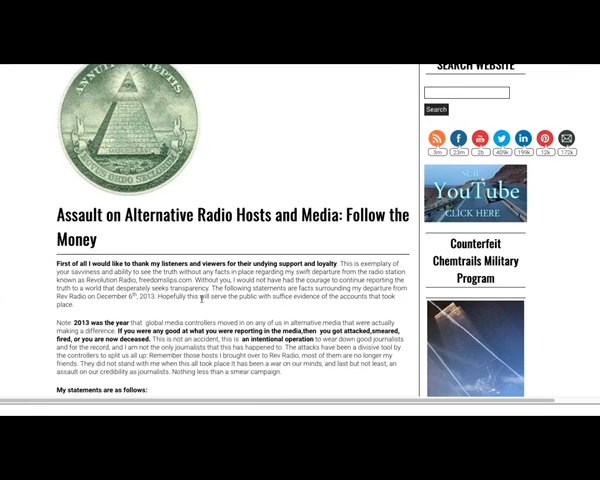 SEARCH WEBSITE
Search
3m
23m
2b
409k
199k
12k
172k
ANNUIT CŒPTIS
MDCCLXXVI
NOVUS ORDO SECLORUM
YouTube
CLICK HERE
Assault on Alternative Radio Hosts and Media: Follow the
Money
First of all I would like to thank my listeners and viewers for their undying support and loyalty. This is exemplary of
your savviness and ability to see the truth without any facts in place regarding my swift departure from the radio station
known as Revolution Radio, freedomslips.com. Without you, I would not have had the courage to continue reporting the
truth to a world that desperately seeks transparency. The following statements are facts surrounding my departure from
Rev Radio on December 6th, 2013. Hopefully this will serve the public with suffice evidence of the accounts that took
place.
Note: 2013 was the year that global media controllers moved in on any of us in alternative media that were actually
making a difference. If you were any good at what you were reporting in the media,then you got attacked,smeared,
fired, or you are now deceased. This is not an accident, this is an intentional operation to wear down good journalists
and for the record, and I am not the only journalists that this has happened to. The attacks have been a divisive tool by
the controllers to split us all up. Remember those hosts I brought over to Rev Radio, most of them are no longer my
friends. They did not stand with me when this all took place.It has been a war on our minds, and last but not least, an
assault on our credibility as journalists. Nothing less than a smear campaign.
My statements are as follows:
Counterfeit
Chemtrails Military
Program